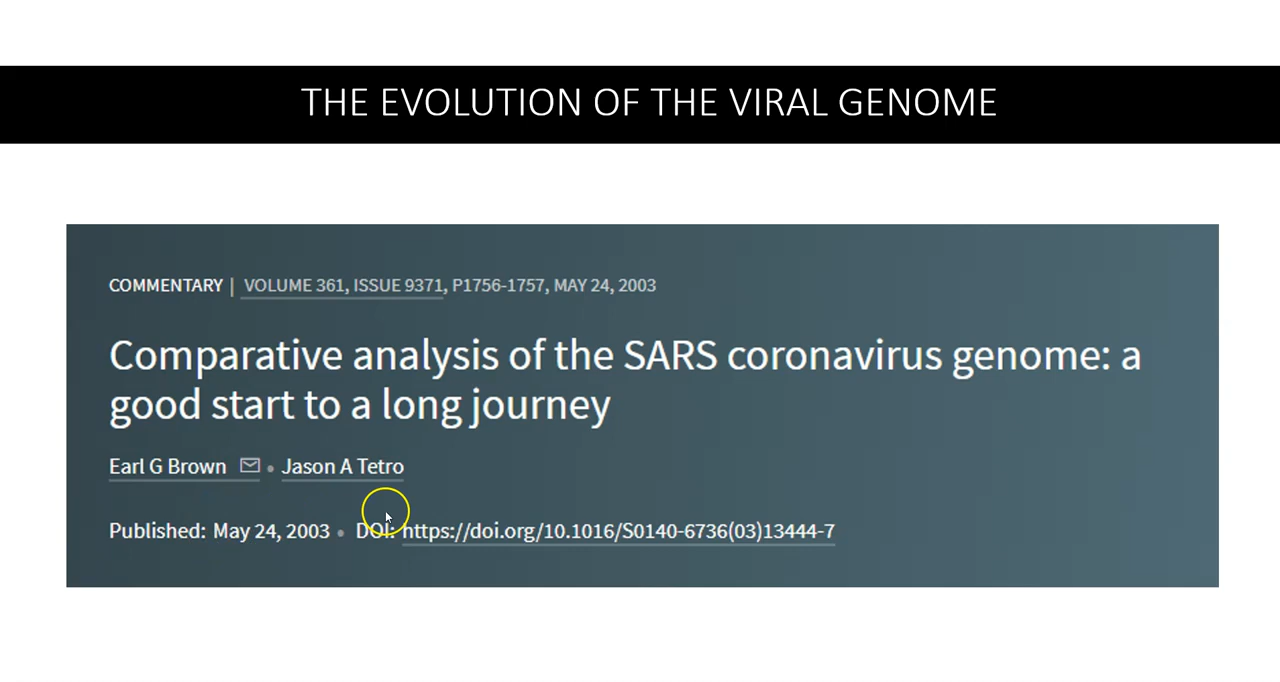 THE EVOLUTION OF THE VIRAL GENOME
COMMENTARY | VOLUME 361, ISSUE 9371, P1756-1757, MAY 24, 2003
Comparative analysis of the SARS coronavirus genome: a
good start to a long journey
Earl G Brown • Jason A Tetro
Published: May 24, 2003 • DOI: https://doi.org/10.1016/S0140-6736(03)13444-7